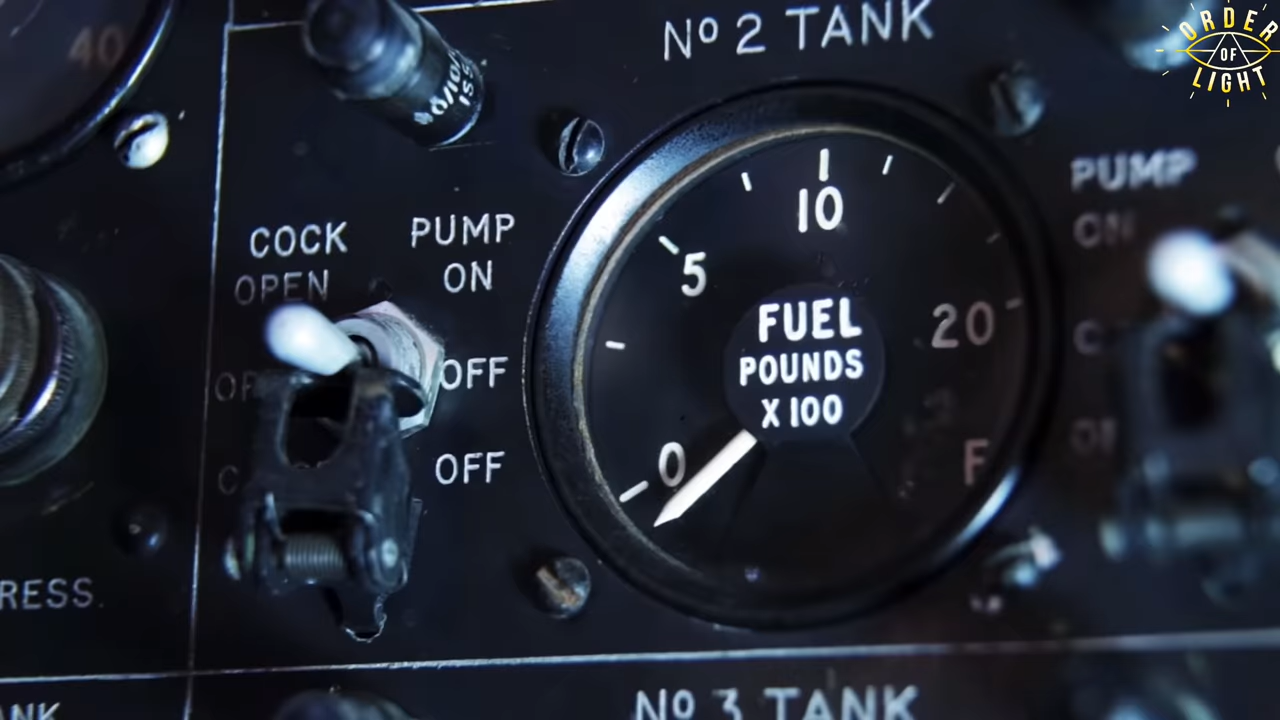 ORDER
OF
LIGHT
40
Nº 2 TANK
COCK
OPEN
PUMP
ON
OFF
OFF
5
10
20
0
F
FUEL
POUNDS
X 100
PUMP
ON
RESS.
Nº 3 TANK